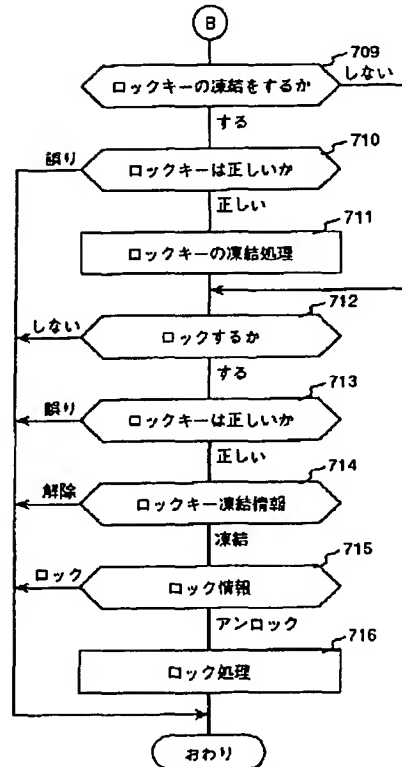 B
709
ロックキーの凍結をするか
しない
する
710
誤り
ロックキーは正しいか
正しい
711
ロックキーの凍結処理
712
しない
ロックするか
する
713
誤り
ロックキーは正しいか
正しい
714
解除
ロックキー凍結情報
凍結
715
ロック
ロック情報
アンロック
716
ロック処理
おわり